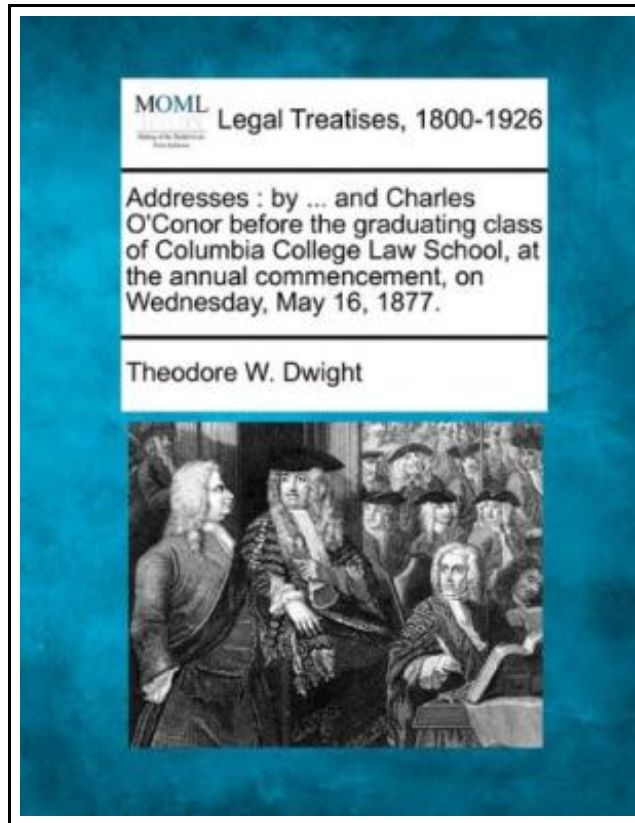 MOML
Legal Treatises, 1800-1926
Addresses : by ... and Charles
O'Conor before the graduating class
of Columbia College Law School, at
the annual commencement, on
Wednesday, May 16, 1877.
Theodore W. Dwight